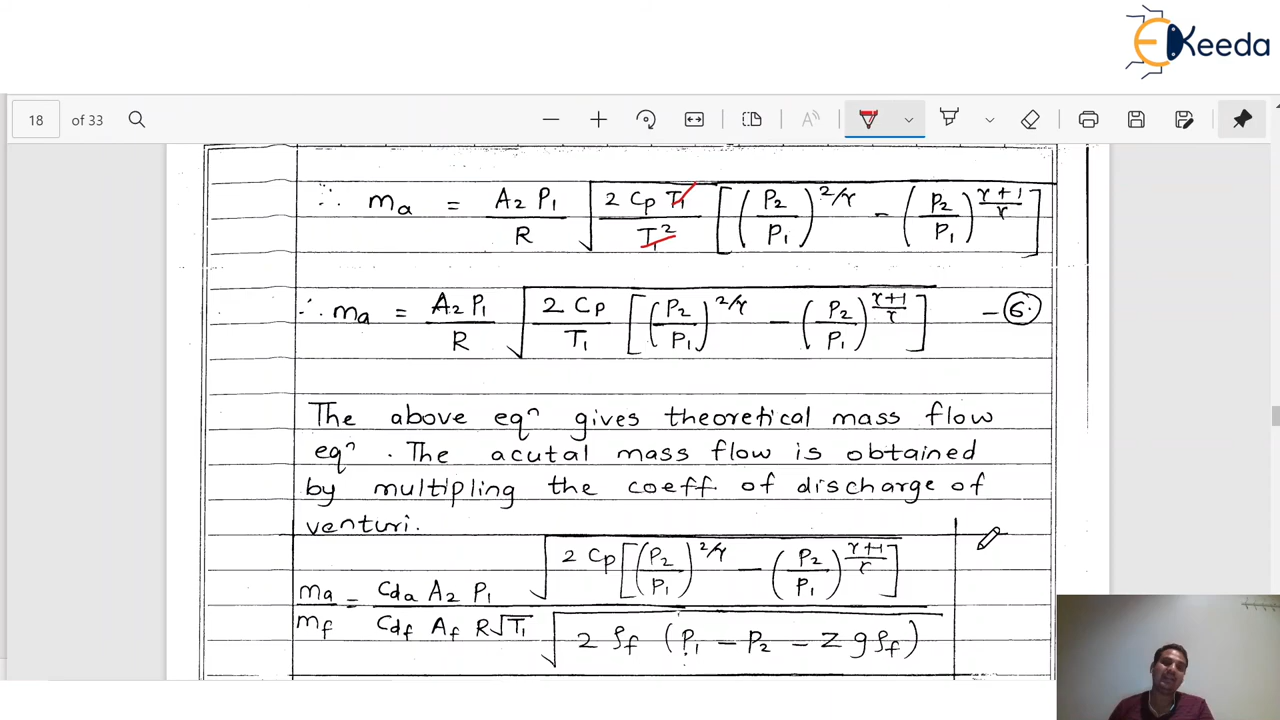 EKeeda
18 of 33
∴ ma = A2 P1 / R √(2 Cp T1 / T1² [(P2/P1)^(2/r) − (P2/P1)^((r+1)/r)])
∴ ma = A2 P1 / R √(2 Cp / T1 [(P2/P1)^(2/r) − (P2/P1)^((r+1)/r)]) – 6.
The above eqn gives theoretical mass flow
eqn . The acutal mass flow is obtained
by multipling the coeff. of discharge of
venturi.
ma/mf = Cda A2 P1 √(2 Cp [(P2/P1)^(2/r) − (P2/P1)^((r+1)/r)]) / Cdf Af R√T1 √(2 ρf (P1 − P2 − Z g ρf))